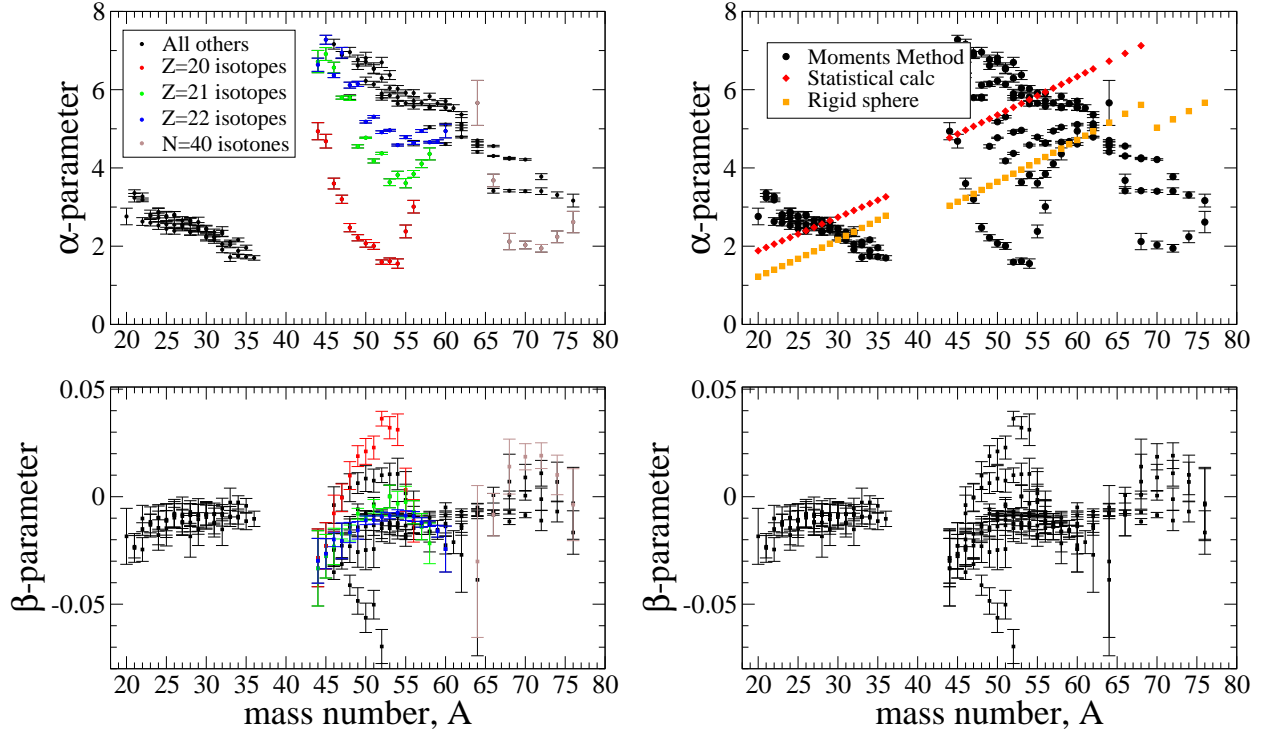 α-parameter
8
6
4
2
0
All others
Z=20 isotopes
Z=21 isotopes
Z=22 isotopes
N=40 isotones
20 25 30 35 40 45 50 55 60 65 70 75 80
α-parameter
8
6
4
2
0
Moments Method
Statistical calc
Rigid sphere
20 25 30 35 40 45 50 55 60 65 70 75 80
β-parameter
0.05
0
-0.05
20 25 30 35 40 45 50 55 60 65 70 75 80
mass number, A
β-parameter
0.05
0
-0.05
20 25 30 35 40 45 50 55 60 65 70 75 80
mass number, A